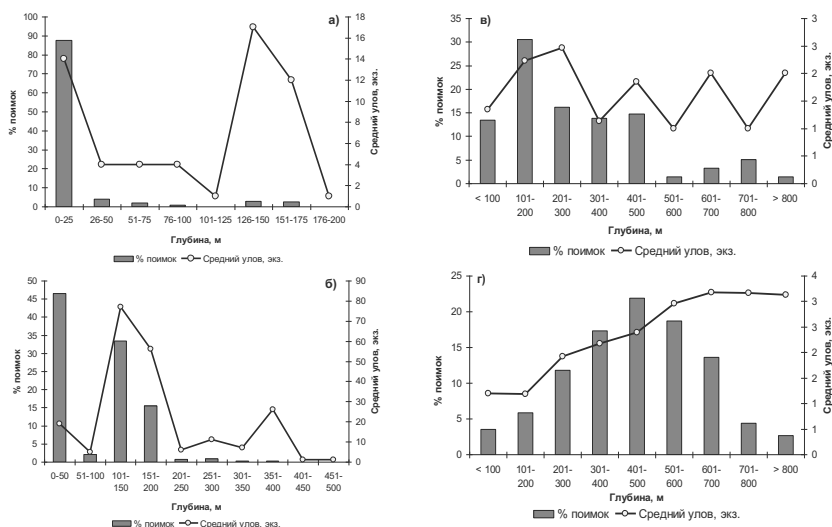 а)
% поимок
100
90
80
70
60
50
40
30
20
10
0
18
16
14
12
10
8
6
4
2
0
Средний улов, экз.
0-25 26-50 51-75 76-100 101-125 126-150 151-175 176-200
Глубина, м
% поимок Средний улов, экз.
в)
% поимок
35
30
25
20
15
10
5
0
3
3
2
2
1
1
0
Средний улов, экз.
< 100 101- 201- 301- 401- 501- 601- 701- > 800
200 300 400 500 600 700 800
Глубина, м
% поимок Средний улов, экз.
б)
% поимок
50
45
40
35
30
25
20
15
10
5
0
90
80
70
60
50
40
30
20
10
0
Средний улов, экз.
0-50 51-100 101- 151- 201- 251- 301- 351- 401- 451-
150 200 250 300 350 400 450 500
Глубина, м
% поимок Средний улов, экз.
г)
% поимок
25
20
15
10
5
0
4
3
3
2
2
1
1
0
Средний улов, экз.
< 100 101- 201- 301- 401- 501- 601- 701- > 800
200 300 400 500 600 700 800
Глубина, м
% поимок Средний улов, экз.